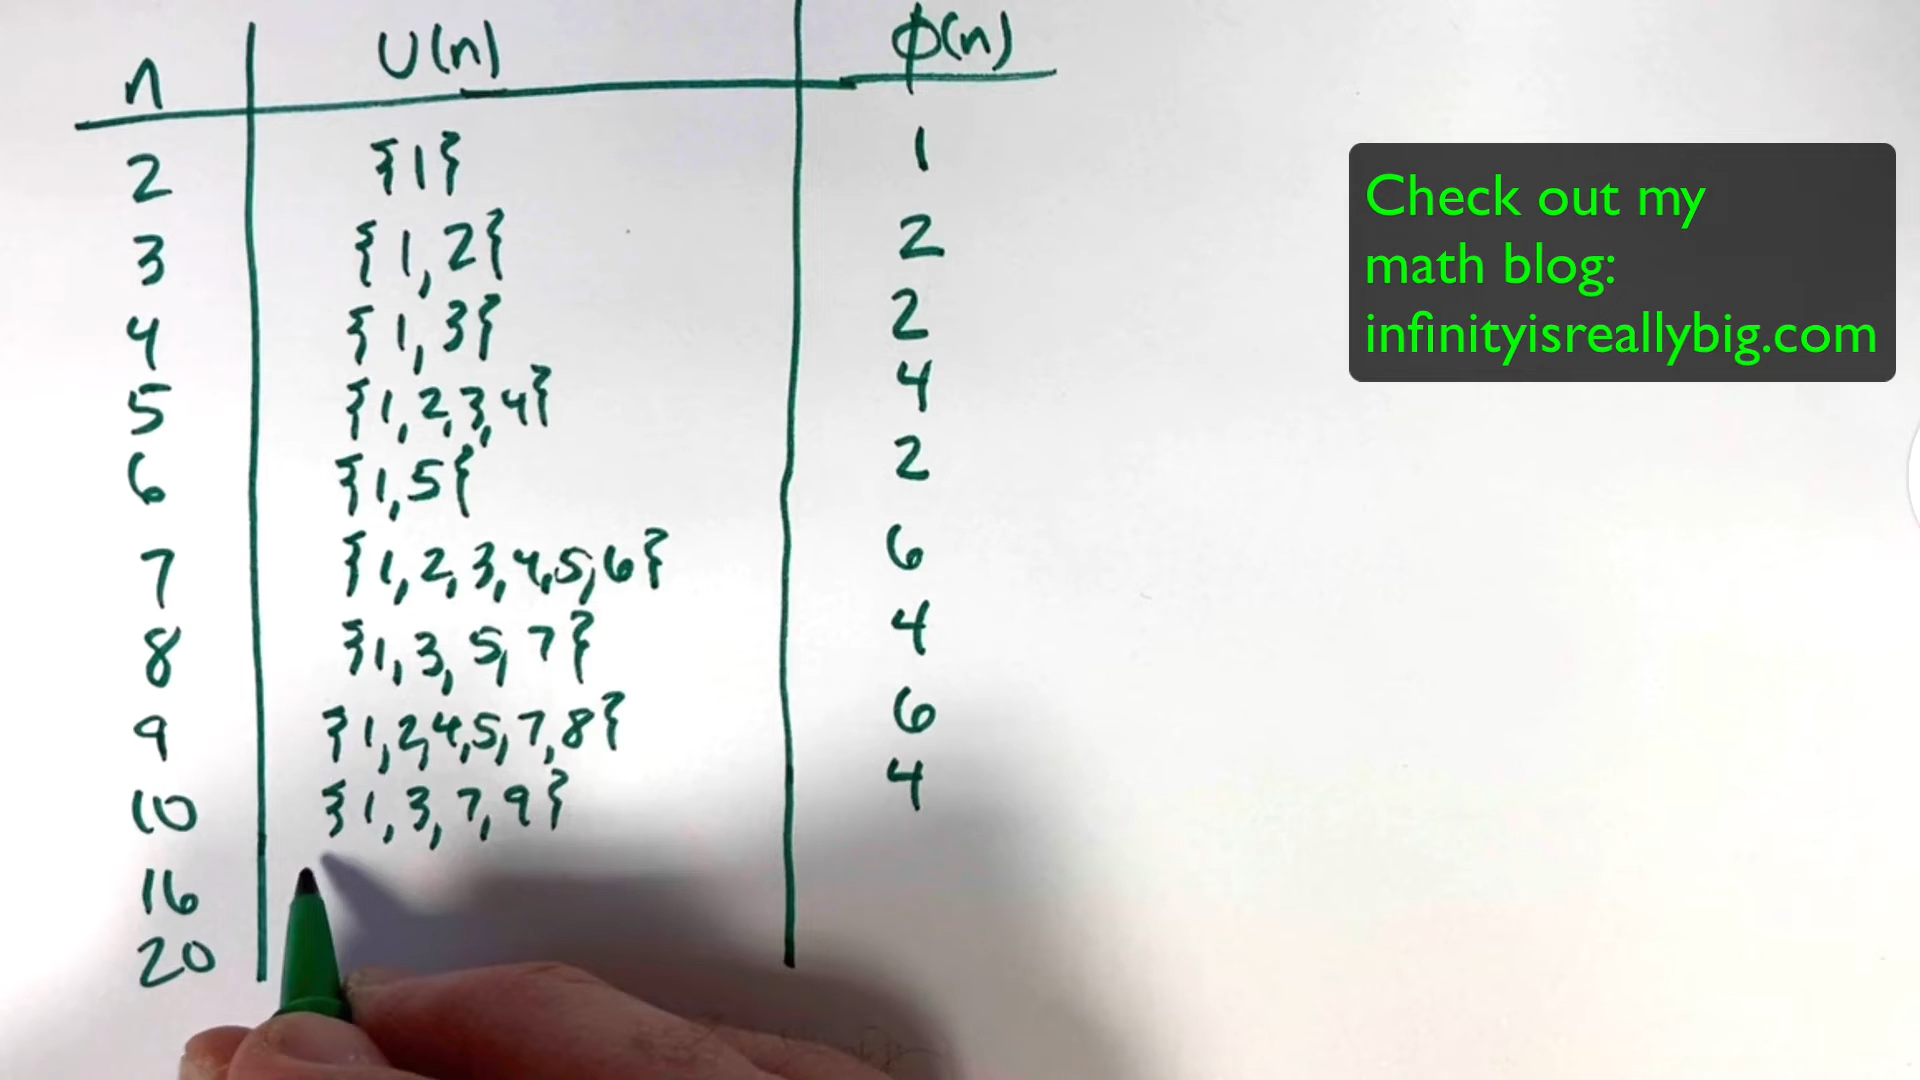 n U(n) ϕ(n)
2 {1} 1
3 {1,2} 2
4 {1,3} 2
5 {1,2,3,4} 4
6 {1,5} 2
7 {1,2,3,4,5,6} 6
8 {1,3,5,7} 4
9 {1,2,4,5,7,8} 6
10 {1,3,7,9} 4
16
20
Check out my
math blog:
infinityisreallybig.com